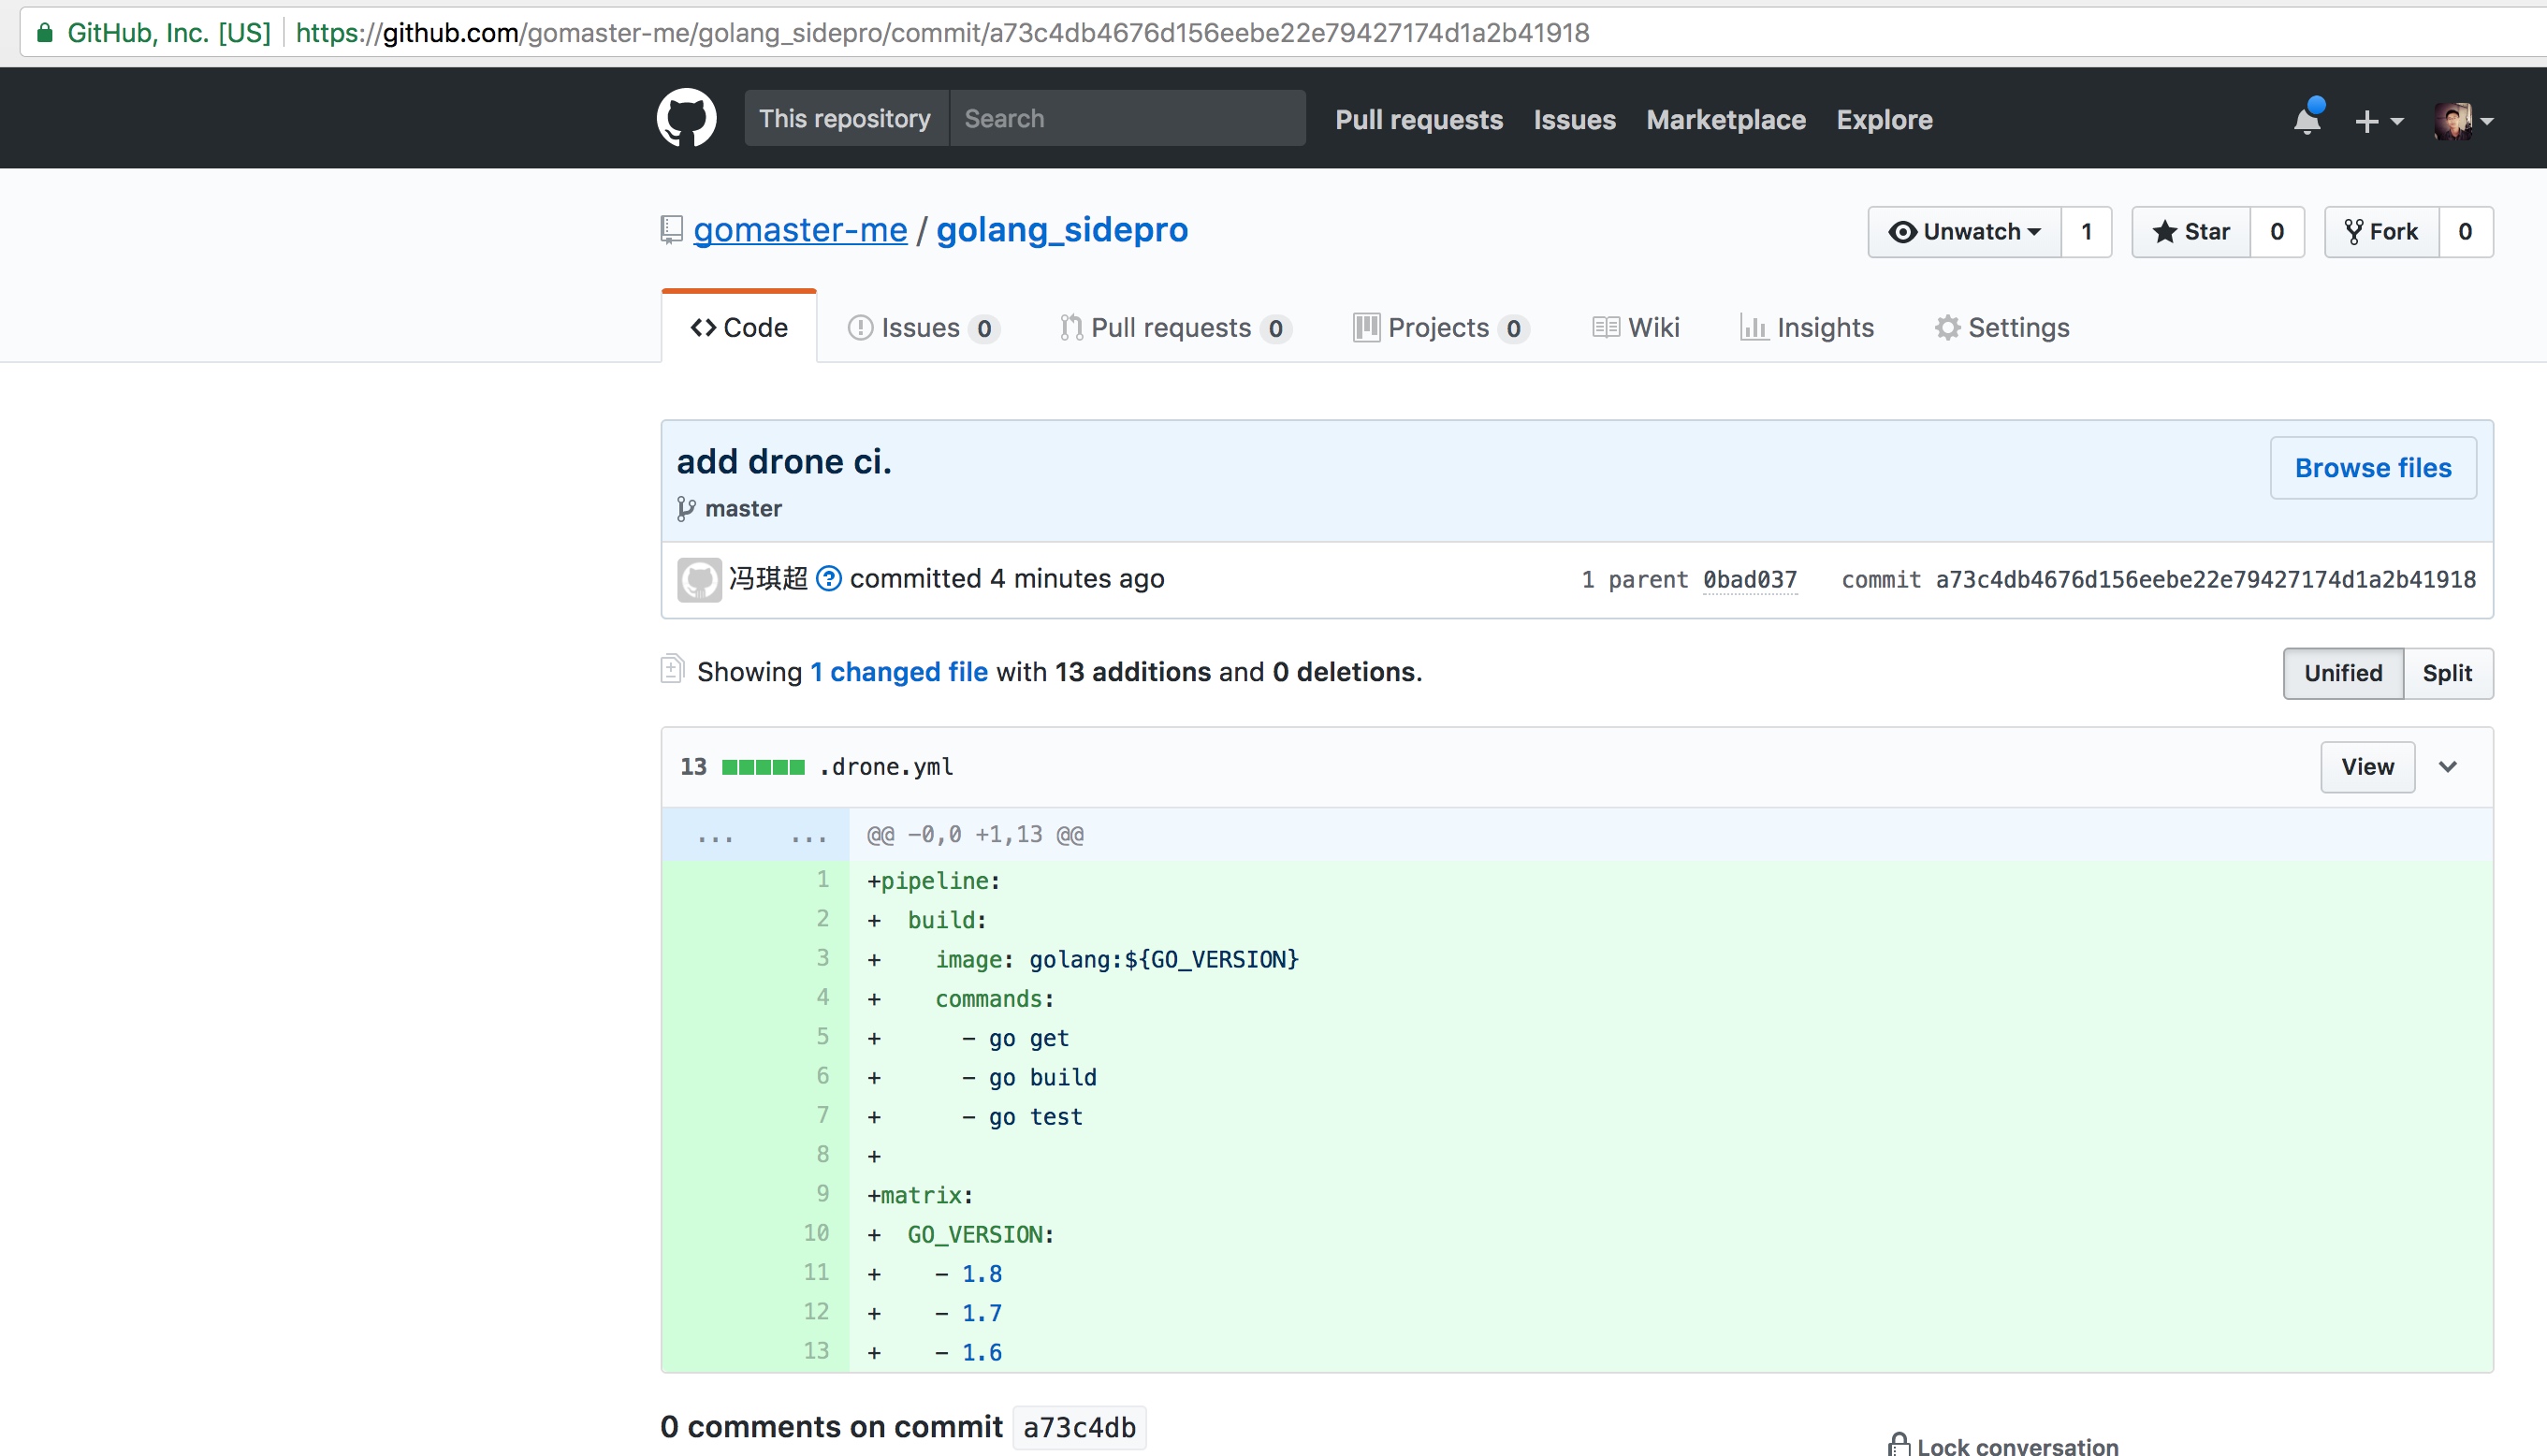 GitHub, Inc. [US] https://github.com/gomaster-me/golang_sidepro/commit/a73c4db4676d156eebe22e79427174d1a2b41918
This repository Search Pull requests Issues Marketplace Explore
gomaster-me / golang_sidepro Unwatch 1 Star 0 Fork 0
Code Issues 0 Pull requests 0 Projects 0 Wiki Insights Settings
add drone ci. Browse files
master
冯琪超 committed 4 minutes ago 1 parent 0bad037 commit a73c4db4676d156eebe22e79427174d1a2b41918
Showing 1 changed file with 13 additions and 0 deletions. Unified Split
13 .drone.yml View
... ... @@ -0,0 +1,13 @@
1 +pipeline:
2 +  build:
3 +    image: golang:${GO_VERSION}
4 +    commands:
5 +      - go get
6 +      - go build
7 +      - go test
8 +
9 +matrix:
10 +  GO_VERSION:
11 +    - 1.8
12 +    - 1.7
13 +    - 1.6
0 comments on commit a73c4db
Lock conversation